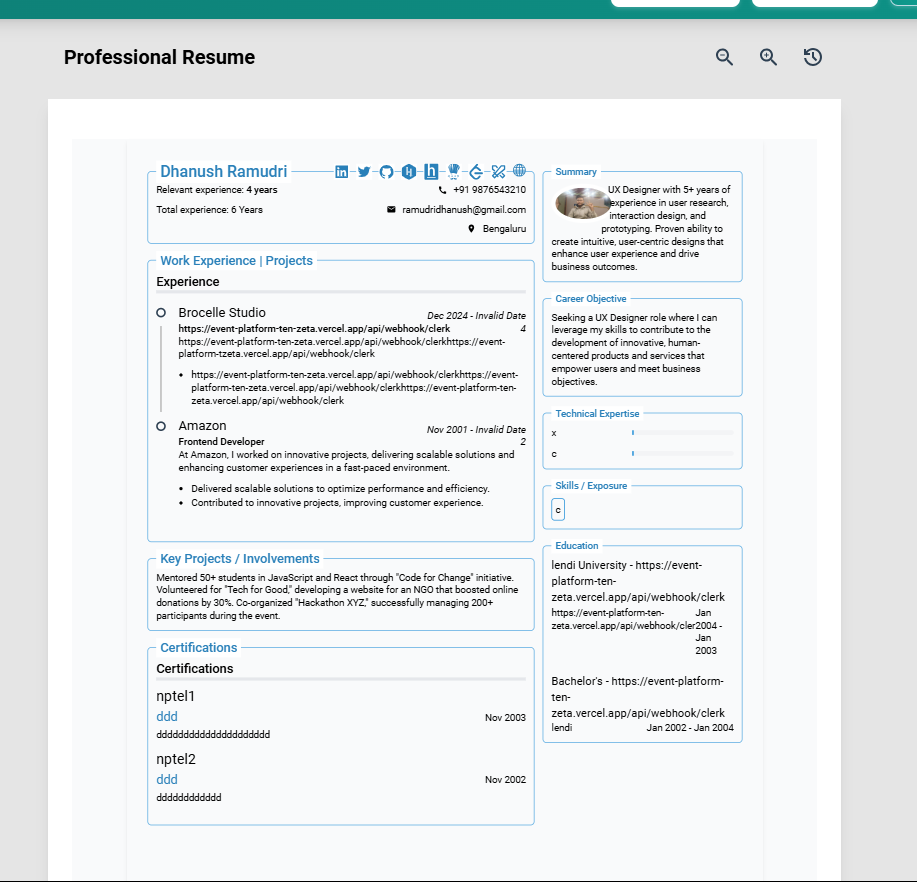 Professional Resume
Dhanush Ramudri
Relevant experience: 4 years
+91 9876543210
Total experience: 6 Years
ramudridhanush@gmail.com
Bengaluru
Work Experience | Projects
Experience
Brocelle Studio
Dec 2024 - Invalid Date
https://event-platform-ten-zeta.vercel.app/api/webhook/clerk
4
https://event-platform-ten-zeta.vercel.app/api/webhook/clerkhttps://event-
platform-tzeta.vercel.app/api/webhook/clerk
• https://event-platform-ten-zeta.vercel.app/api/webhook/clerkhttps://event-
platform-ten-zeta.vercel.app/api/webhook/clerkhttps://event-platform-ten-
zeta.vercel.app/api/webhook/clerk
Amazon
Nov 2001 - Invalid Date
Frontend Developer
2
At Amazon, I worked on innovative projects, delivering scalable solutions and
enhancing customer experiences in a fast-paced environment.
• Delivered scalable solutions to optimize performance and efficiency.
• Contributed to innovative projects, improving customer experience.
Key Projects / Involvements
Mentored 50+ students in JavaScript and React through "Code for Change" initiative.
Volunteered for "Tech for Good," developing a website for an NGO that boosted online
donations by 30%. Co-organized "Hackathon XYZ," successfully managing 200+
participants during the event.
Certifications
Certifications
nptel1
ddd
Nov 2003
ddddddddddddddddddddd
nptel2
ddd
Nov 2002
dddddddddddd
Summary
UX Designer with 5+ years of
experience in user research,
interaction design, and
prototyping. Proven ability to
create intuitive, user-centric designs that
enhance user experience and drive
business outcomes.
Career Objective
Seeking a UX Designer role where I can
leverage my skills to contribute to the
development of innovative, human-
centered products and services that
empower users and meet business
objectives.
Technical Expertise
x
c
Skills / Exposure
c
Education
lendi University - https://event-
platform-ten-
zeta.vercel.app/api/webhook/clerk
https://event-platform-ten-
zeta.vercel.app/api/webhook/cler
Jan
2004 -
Jan
2003
Bachelor's - https://event-platform-
ten-
zeta.vercel.app/api/webhook/clerk
lendi
Jan 2002 - Jan 2004